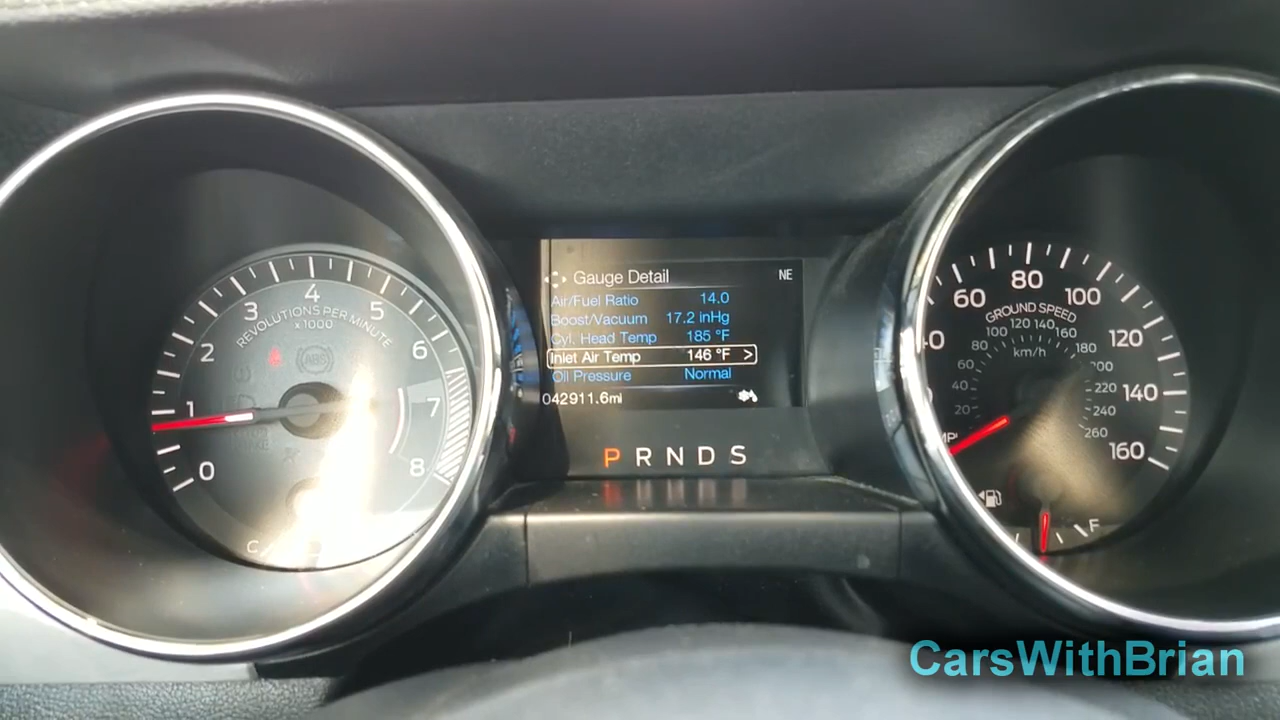 Gauge Detail NE
Air/Fuel Ratio 14.0
Boost/Vacuum 17.2 inHg
Cyl. Head Temp 185 °F
Inlet Air Temp 146 °F >
Oil Pressure Normal
042911.6mi
P R N D S
0 1 2 3 4 5 6 7 8
REVOLUTIONS PER MINUTE
x1000
ABS
C
60 80 100 120 140 160
GROUND SPEED
20 40 60 80 100 120 140 160 180 200 220 240 260
km/h
F
CarsWithBrian